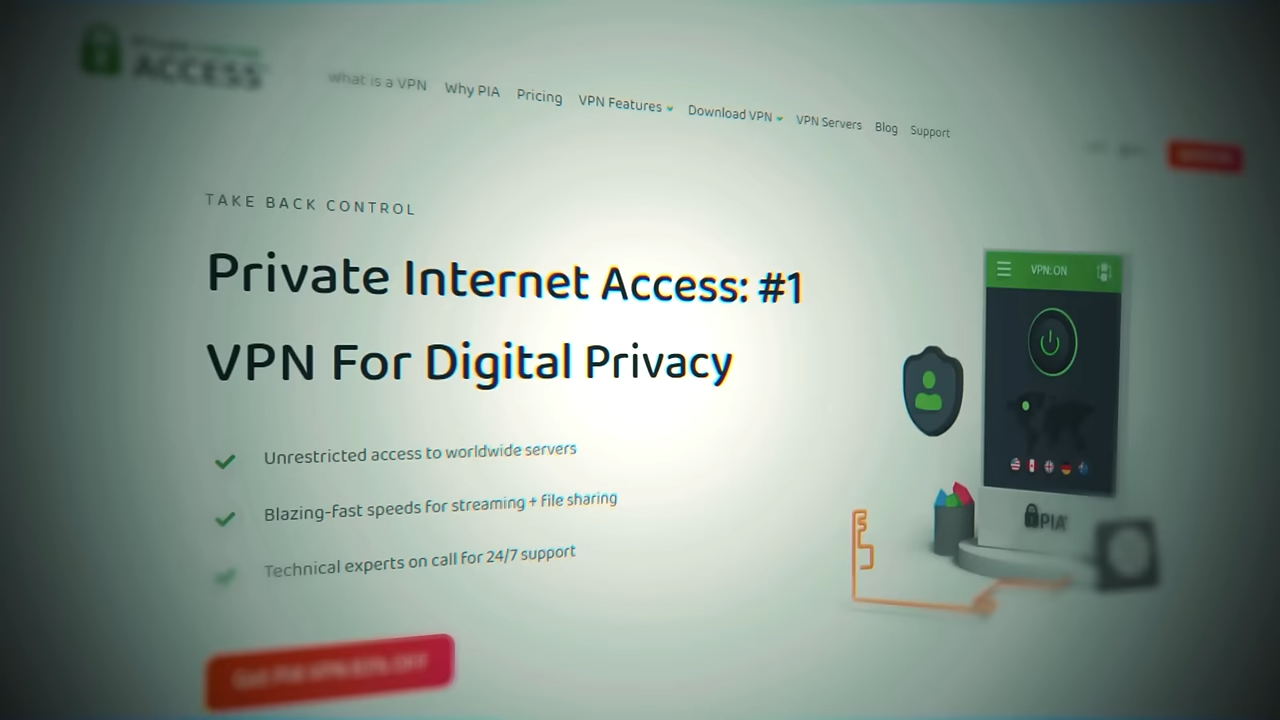 ACCESS
What is a VPN Why PIA Pricing VPN Features Download VPN VPN Servers Blog Support
TAKE BACK CONTROL
Private Internet Access: #1
VPN For Digital Privacy
Unrestricted access to worldwide servers
Blazing-fast speeds for streaming + file sharing
Technical experts on call for 24/7 support
VPN: ON
PIA